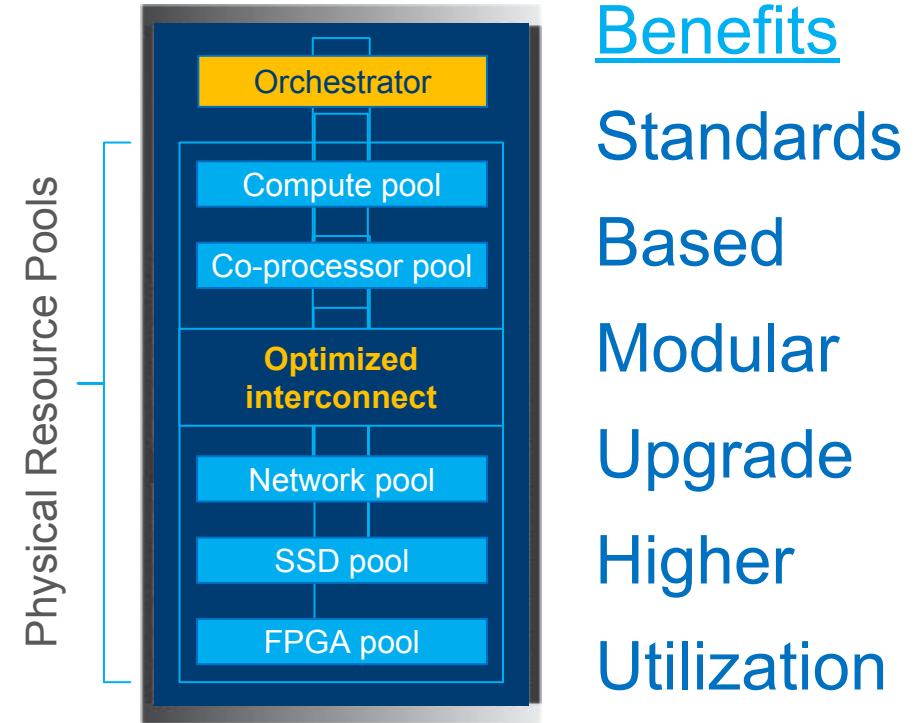 Physical Resource Pools
Orchestrator
Compute pool
Co-processor pool
Optimized
interconnect
Network pool
SSD pool
FPGA pool
Benefits
Standards
Based
Modular
Upgrade
Higher
Utilization